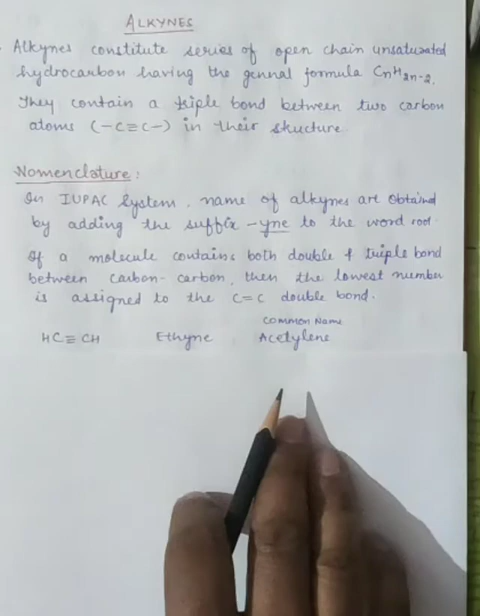 ALKYNES
Alkynes constitute series of open chain unsaturated
hydrocarbon having the general formula CnH2n-2.
They contain a triple bond between two carbon
atoms (-C≡C-) in their structure.
Nomenclature:
In IUPAC System, name of alkynes are obtained
by adding the suffix -yne to the word root.
If a molecule contains both double & triple bond
between carbon-carbon, then the lowest number
is assigned to the C=C double bond.
Common Name
HC≡CH Ethyne Acetylene